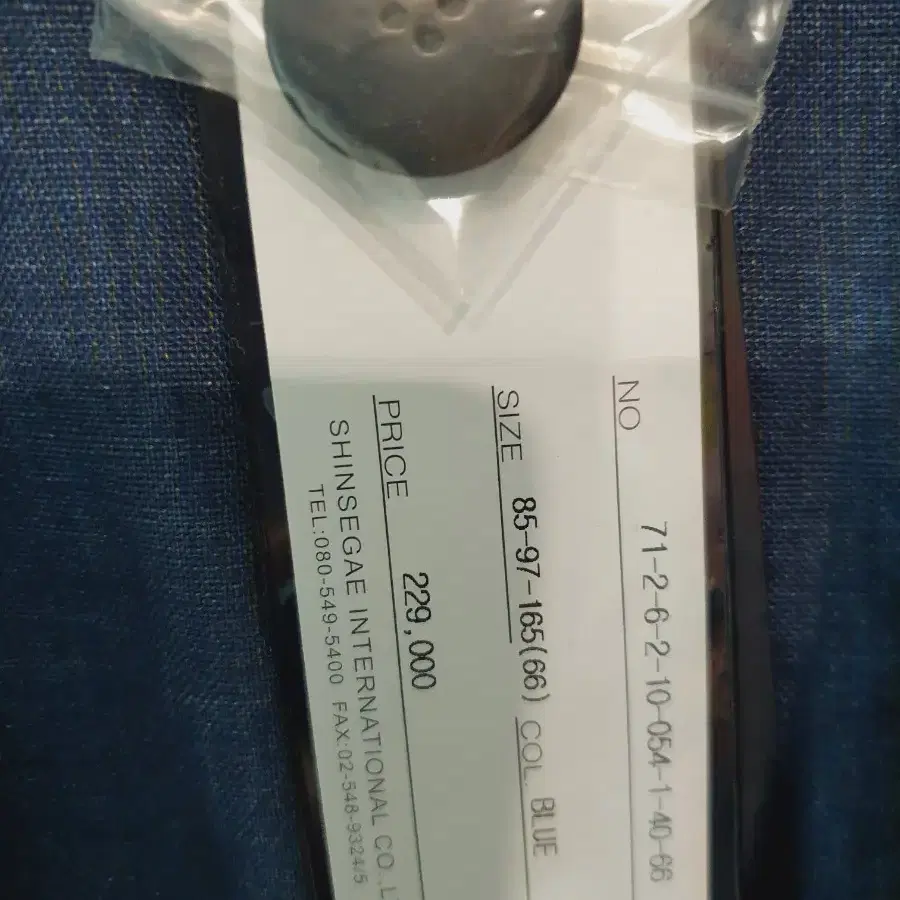 NO 71-2-6-2-10-054-1-40-66
SIZE 85-97-165(66) COL. BLUE
PRICE 229,000
SHINSEGAE INTERNATIONAL CO.,L
TEL:080-549-5400 FAX:02-548-9324/5